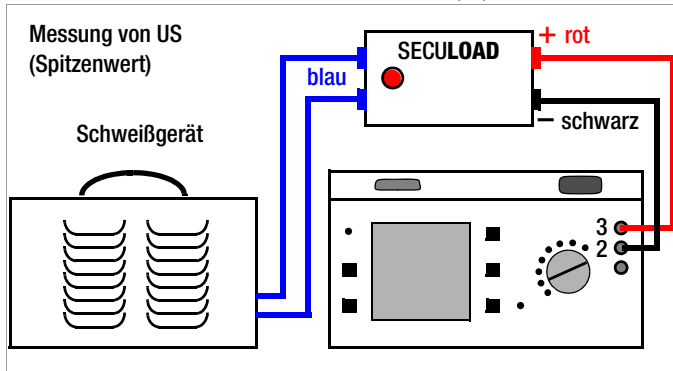 Messung von US
(Spitzenwert)
SECULOAD
+ rot
blau
– schwarz
Schweißgerät
3
2